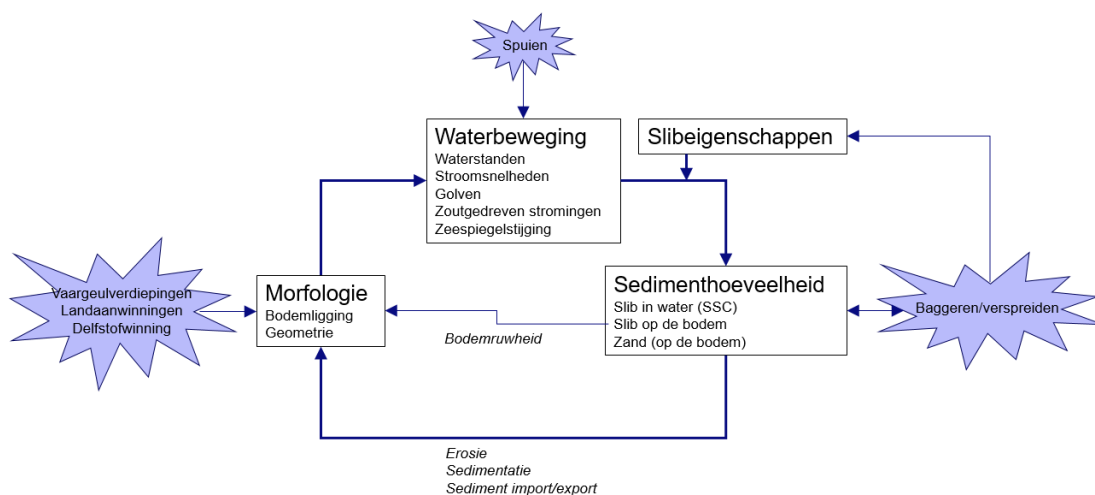 Spuien
Waterbeweging
Waterstanden
Stroomsnelheden
Golven
Zoutgedreven stromingen
Zeespiegelstijging
Slibeigenschappen
Vaargeulverdiepingen
Landaanwinningen
Delfstofwinning
Morfologie
Bodemligging
Geometrie
Bodemruwheid
Sedimenthoeveelheid
Slib in water (SSC)
Slib op de bodem
Zand (op de bodem)
Baggeren/verspreiden
Erosie
Sedimentatie
Sediment import/export